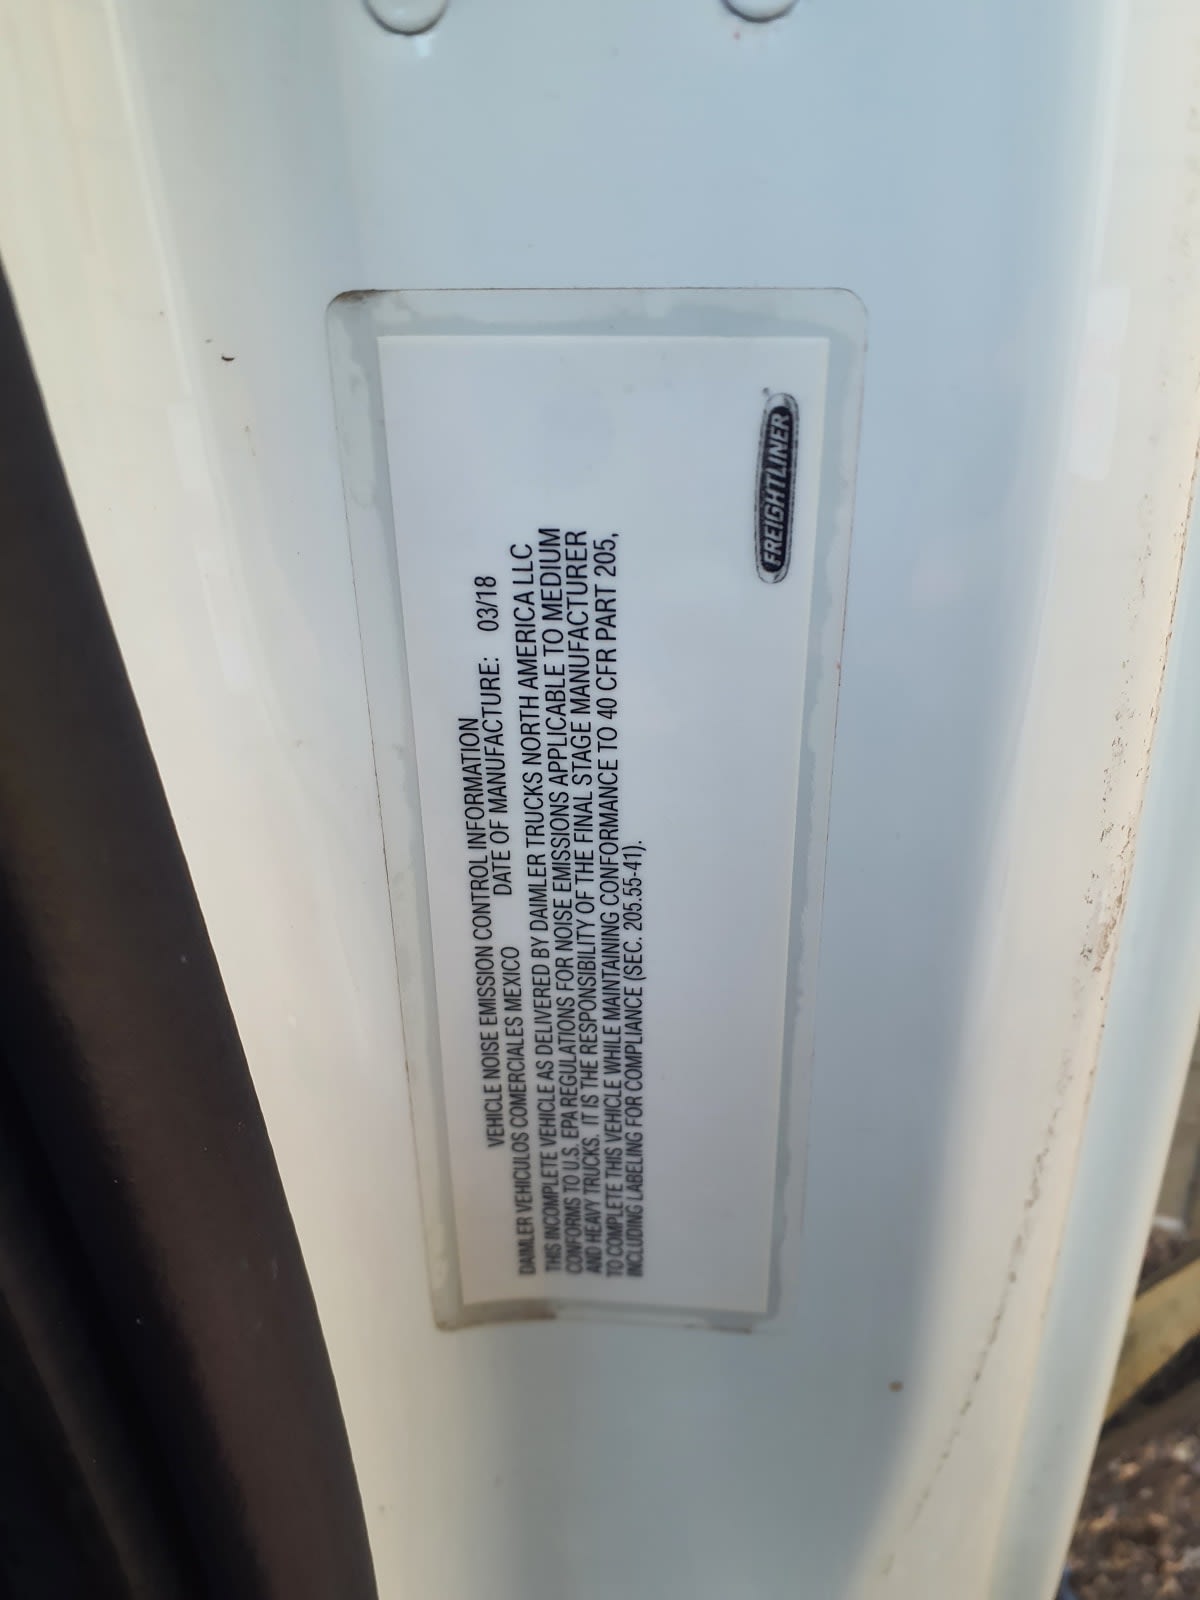 VEHICLE NOISE EMISSION CONTROL INFORMATION
DAIMLER VEHICULOS COMERCIALES MEXICO DATE OF MANUFACTURE: 03/18
THIS INCOMPLETE VEHICLE AS DELIVERED BY DAIMLER TRUCKS NORTH AMERICA LLC
CONFORMS TO U.S. EPA REGULATIONS FOR NOISE EMISSIONS APPLICABLE TO MEDIUM
AND HEAVY TRUCKS. IT IS THE RESPONSIBILITY OF THE FINAL STAGE MANUFACTURER
TO COMPLETE THIS VEHICLE WHILE MAINTAINING CONFORMANCE TO 40 CFR PART 205,
INCLUDING LABELING FOR COMPLIANCE (SEC. 205.55-41).
FREIGHTLINER